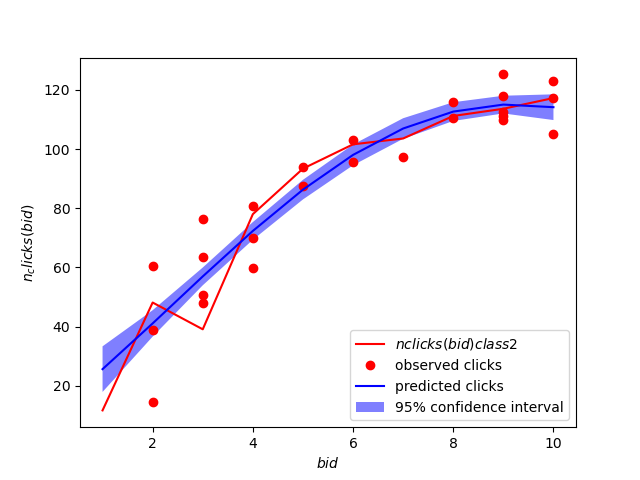 120
100
80
60
40
20
n_clicks(bid)
nclicks(bid)class2
observed clicks
predicted clicks
95% confidence interval
2
4
6
8
10
bid